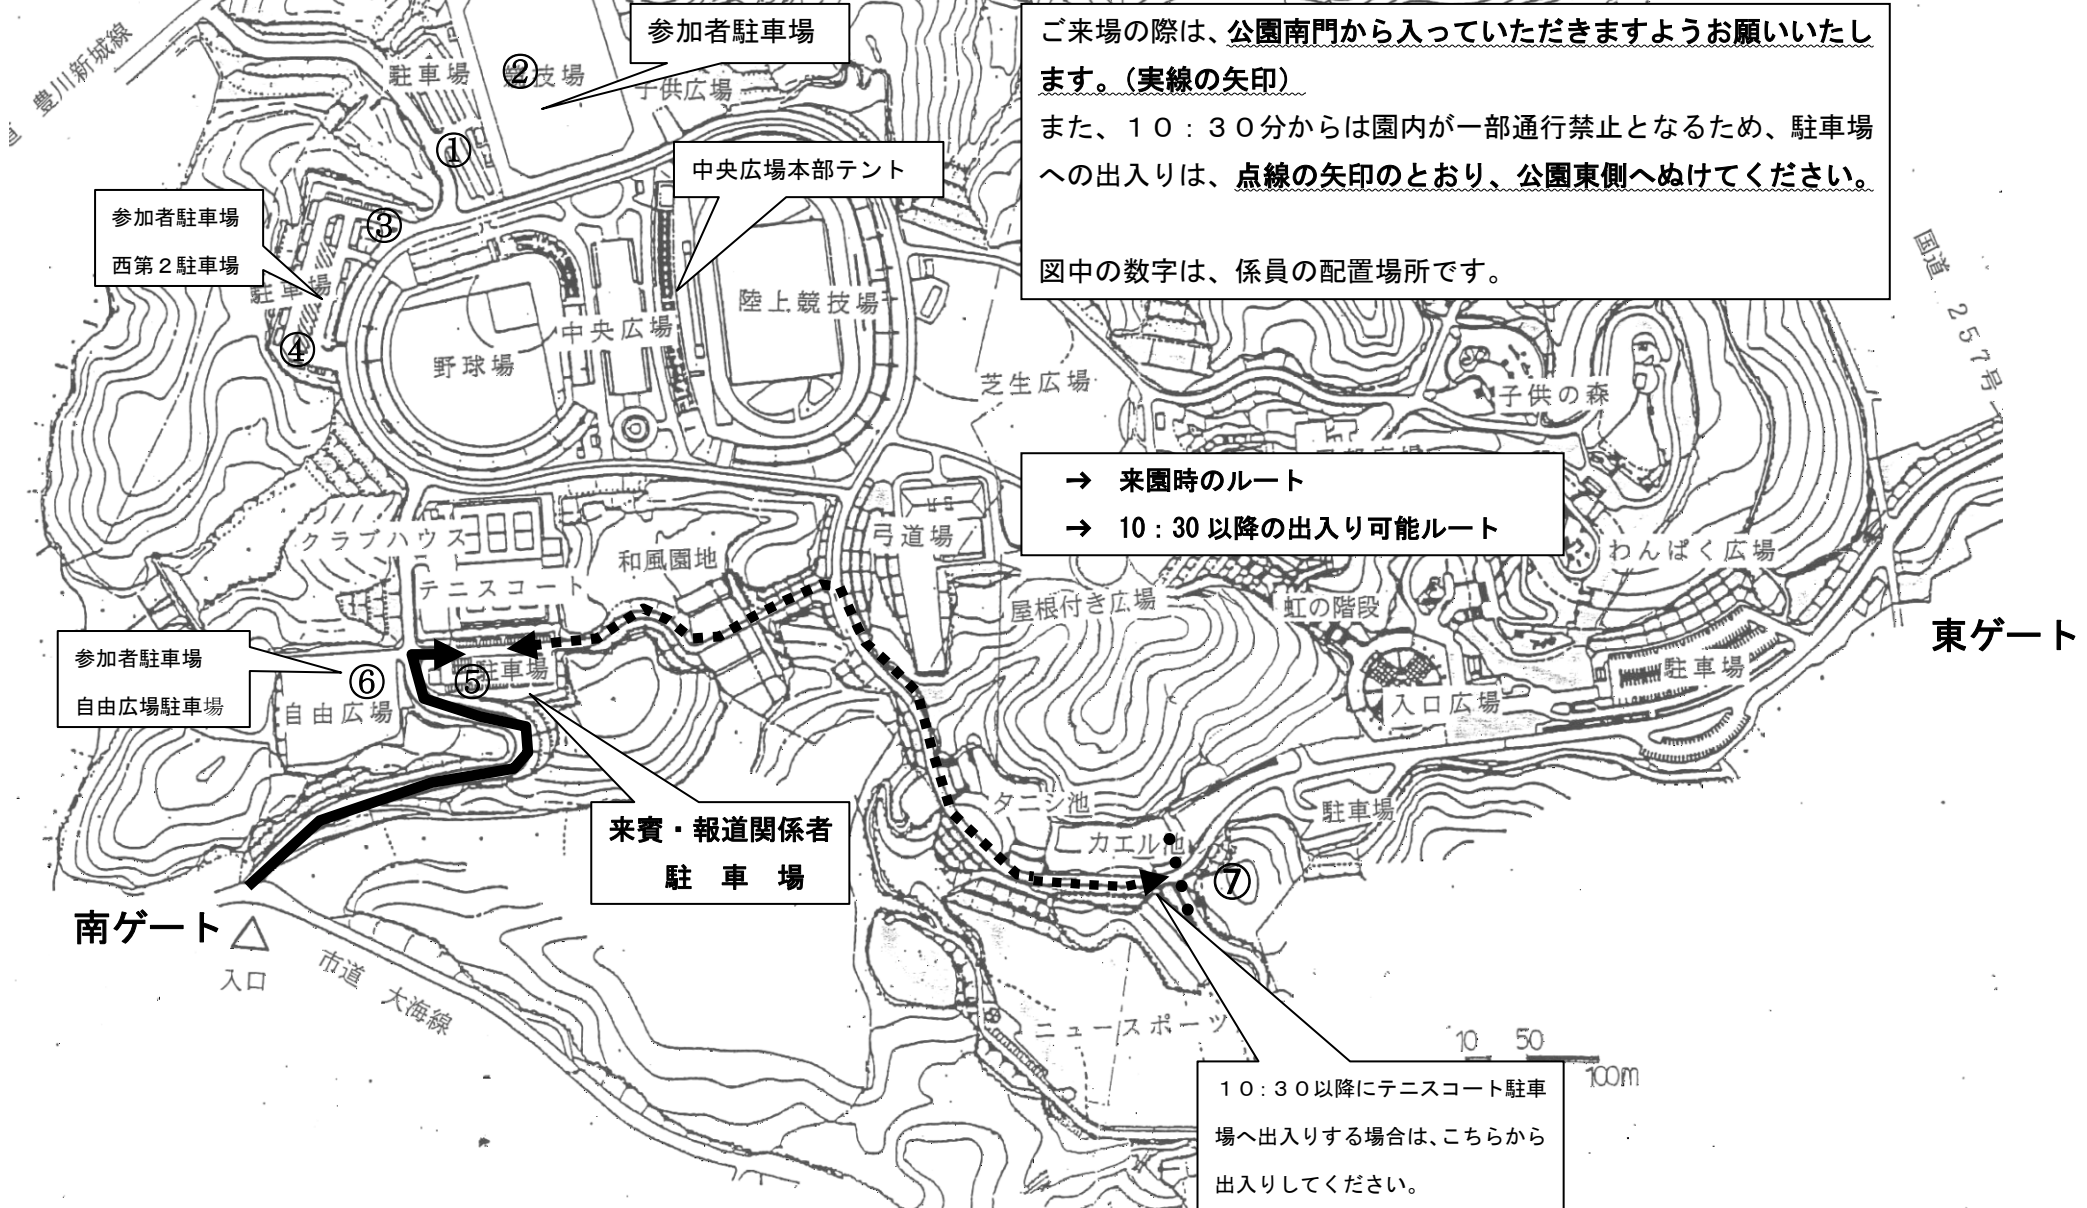 参加者駐車場
ご来場の際は、公園南門から入っていただきますようお願いいたし
ます。(実線の矢印)
また、10:30分からは園内が一部通行禁止となるため、駐車場
への出入りは、点線の矢印のとおり、公園東側へぬけてください。
図中の数字は、係員の配置場所です。
豊川新城線
駐車場
②
技場
子供広場
①
中央広場本部テント
参加者駐車場
西第2駐車場
③
駐車場
④
野球場
中央広場
陸上競技場
芝生広場
国道 257号
子供の森
→ 来園時のルート
→ 10:30 以降の出入り可能ルート
クラブハウス
テニスコート
和風園地
弓道場
屋根付き広場
虹の階段
わんぱく広場
東ゲート
参加者駐車場
自由広場駐車場
⑥
⑤
駐車場
自由広場
入口広場
駐車場
来賓・報道関係者
駐 車 場
タニシ池
カエル池
駐車場
⑦
南ゲート
入口
市道 大海線
ニュースポーツ
10 50
100m
10:30以降にテニスコート駐車
場へ出入りする場合は、こちらから
出入りしてください。